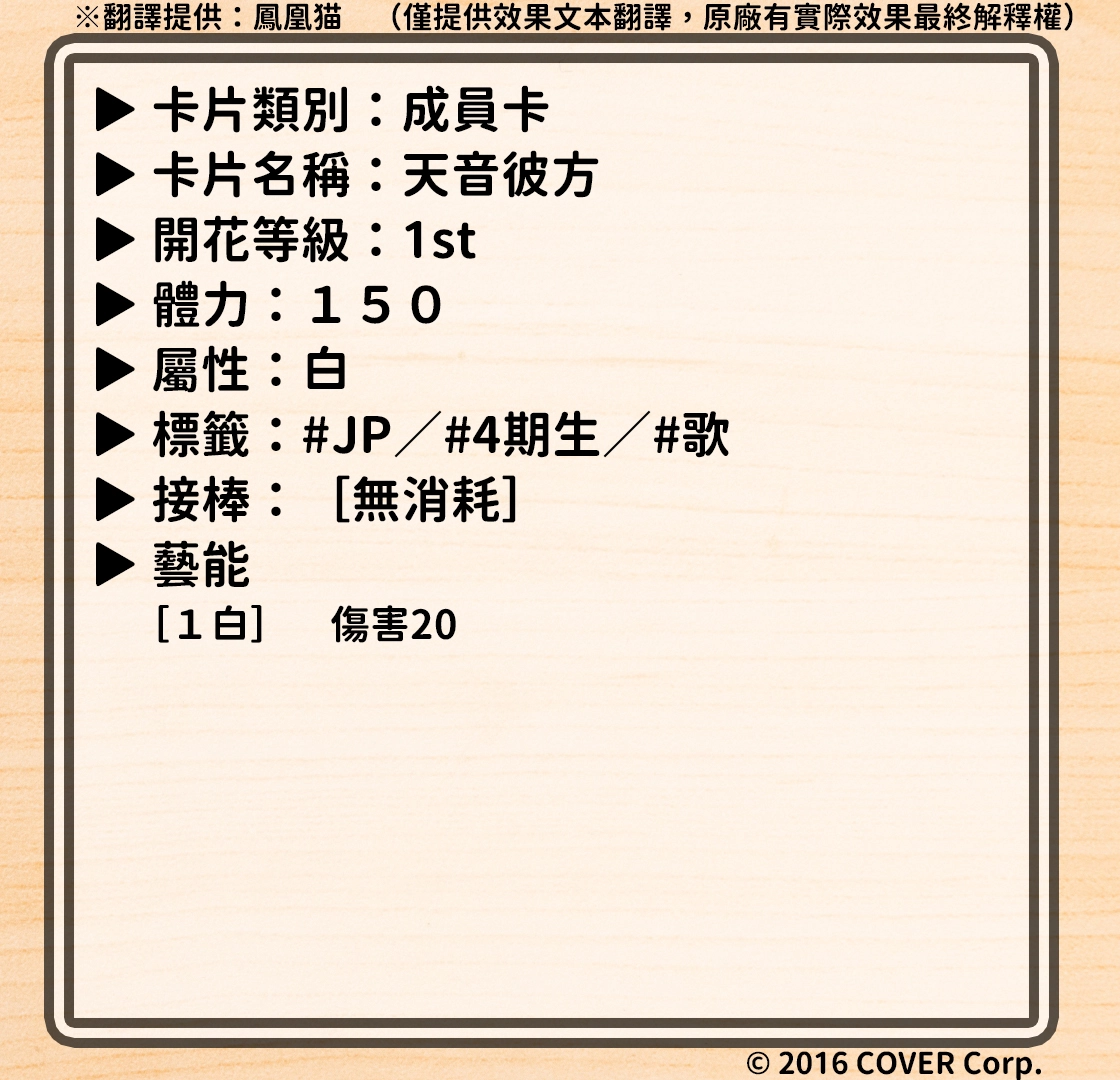 ※翻譯提供：鳳凰猫　（僅提供效果文本翻譯，原廠有實際效果最終解釋權）
▶ 卡片類別：成員卡
▶ 卡片名稱：天音彼方
▶ 開花等級：1st
▶ 體力：１５０
▶ 屬性：白
▶ 標籤：#JP／#4期生／#歌
▶ 接棒：［無消耗］
▶ 藝能
［１白］　傷害20
© 2016 COVER Corp.